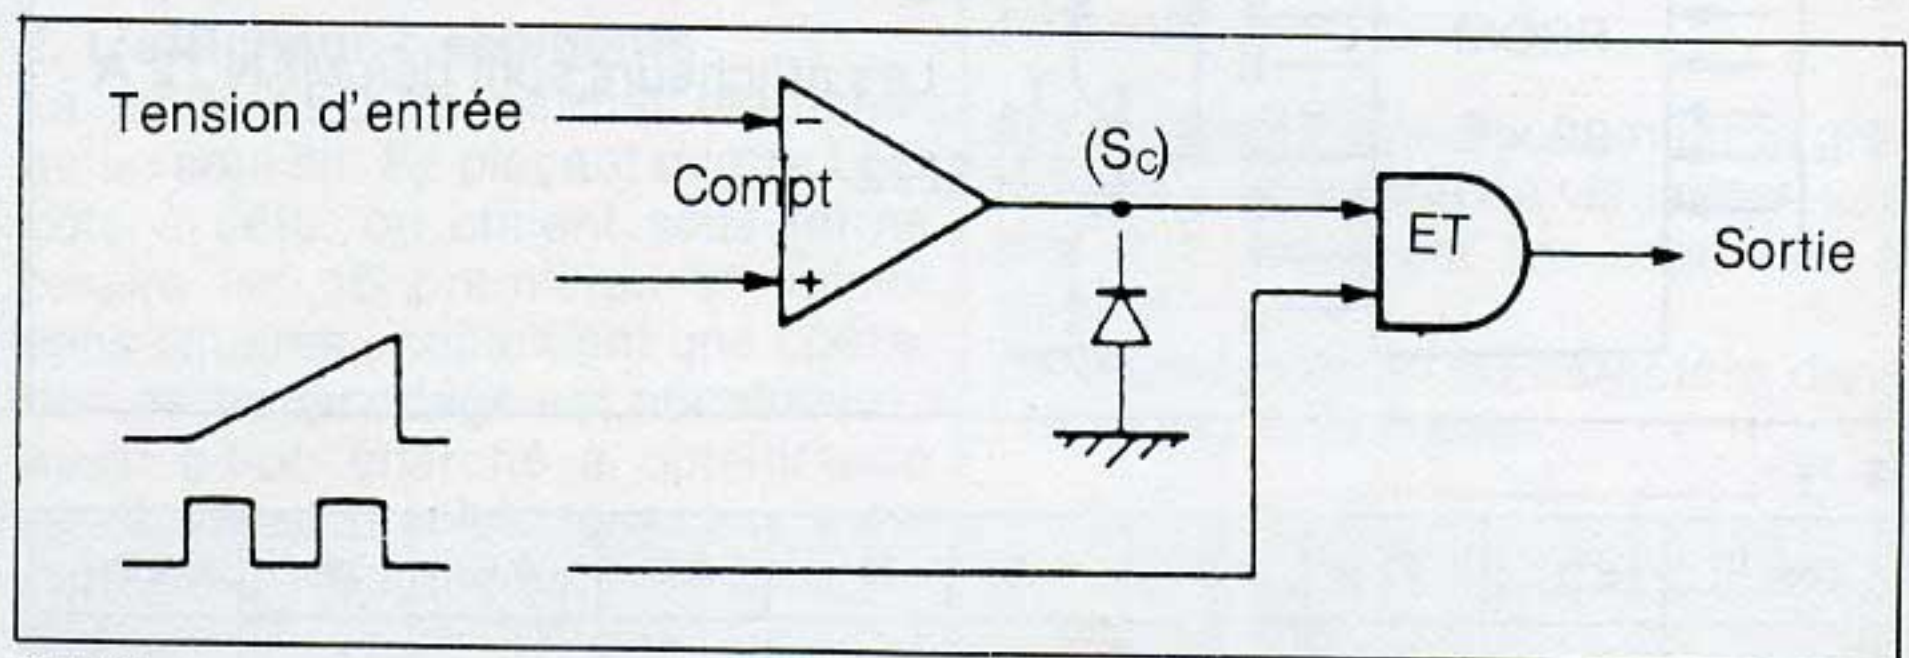 Tension d'entrée
−
Compt
+
(Sc)
ET
Sortie